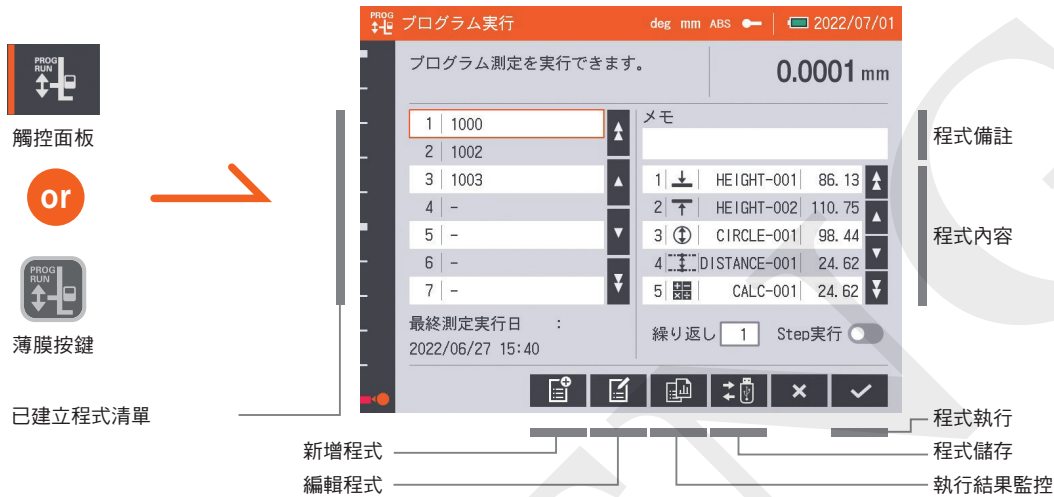 PROG
RUN
觸控面板
or
PROG
RUN
薄膜按鍵
已建立程式清單
PROG プログラム実行 deg mm ABS 2022/07/01
プログラム測定を実行できます。 0.0001 mm
1 1000
2 1002
3 1003
4 -
5 -
6 -
7 -
最終測定実行日 :
2022/06/27 15:40
メモ
1 HEIGHT-001 86.13
2 HEIGHT-002 110.75
3 CIRCLE-001 98.44
4 DISTANCE-001 24.62
5 CALC-001 24.62
繰り返し 1 Step実行
程式備註
程式內容
程式執行
新增程式
程式儲存
編輯程式
執行結果監控